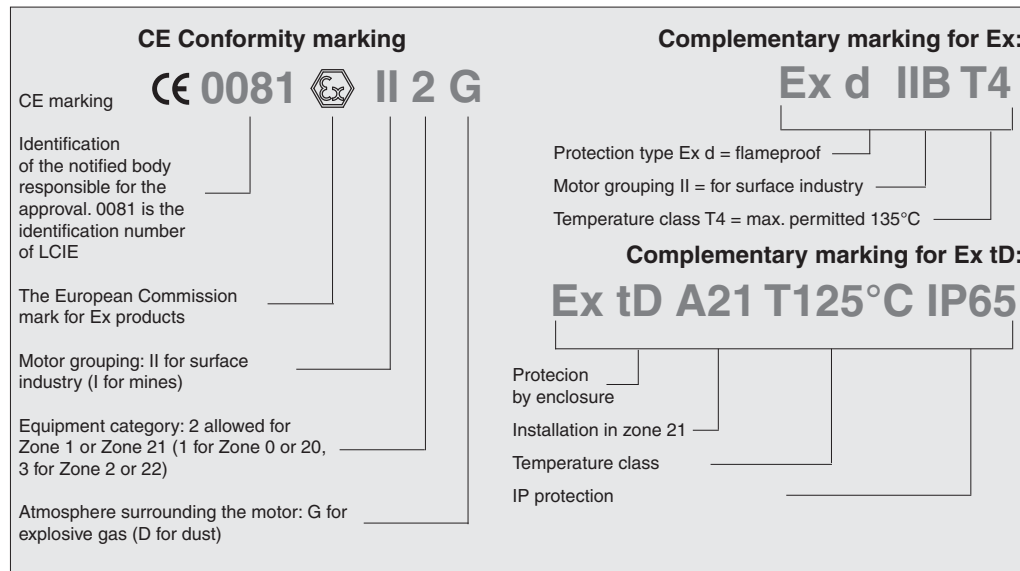 CE Conformity marking
CE marking
CE 0081 Ex II 2 G
Identification
of the notified body
responsible for the
approval. 0081 is the
identification number
of LCIE
The European Commission
mark for Ex products
Motor grouping: II for surface
industry (I for mines)
Equipment category: 2 allowed for
Zone 1 or Zone 21 (1 for Zone 0 or 20,
3 for Zone 2 or 22)
Atmosphere surrounding the motor: G for
explosive gas (D for dust)
Complementary marking for Ex:
Ex d IIB T4
Protection type Ex d = flameproof
Motor grouping II = for surface industry
Temperature class T4 = max. permitted 135°C
Complementary marking for Ex tD:
Ex tD A21 T125°C IP65
Protecion
by enclosure
Installation in zone 21
Temperature class
IP protection